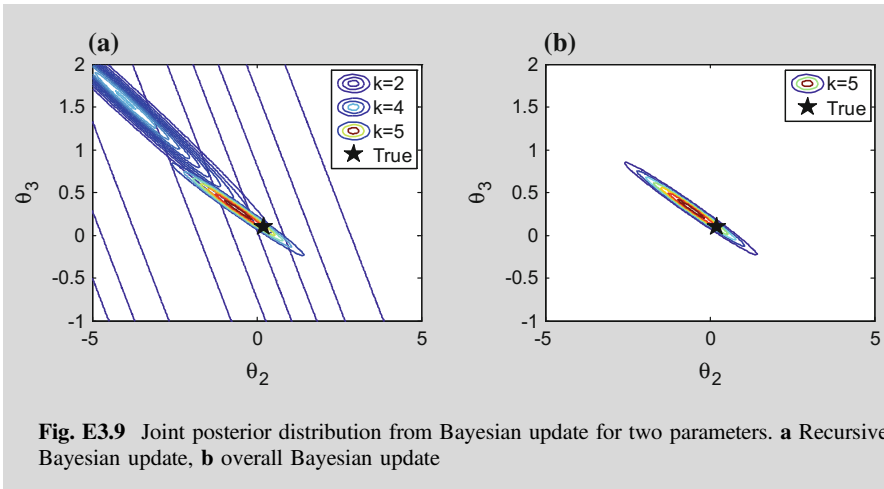 (a)
2
1.5
1
0.5
0
-0.5
-1
θ3
-5
0
5
θ2
k=2
k=4
k=5
True
(b)
2
1.5
1
0.5
0
-0.5
-1
θ3
-5
0
5
θ2
k=5
True
Fig. E3.9 Joint posterior distribution from Bayesian update for two parameters. a Recursive
Bayesian update, b overall Bayesian update